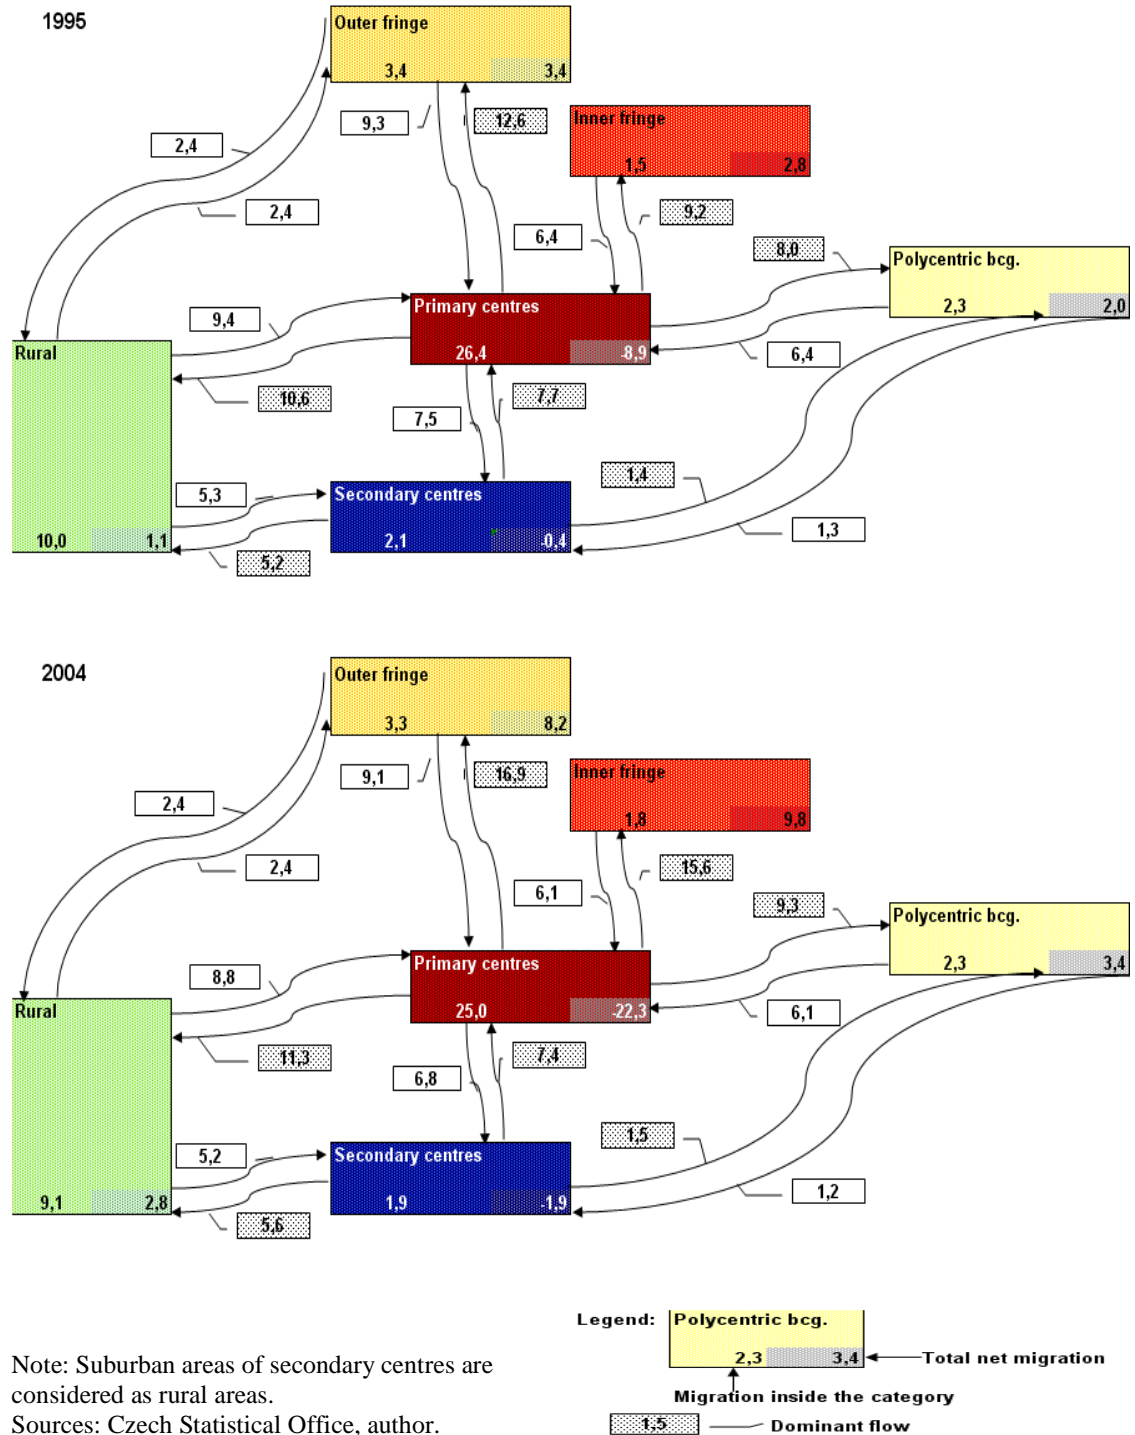 1995
Outer fringe
3,4 3,4
9,3
12,6
Inner fringe
1,5 2,8
2,4
2,4
6,4
9,2
8,0
Polycentric bcg.
2,3 2,0
Primary centres
26,4 -8,9
9,4
Rural
10,0 1,1
10,6
6,4
7,5
7,7
1,4
1,3
5,3
Secondary centres
2,1 -0,4
5,2
2004
Outer fringe
3,3 8,2
9,1
16,9
Inner fringe
1,8 9,8
2,4
2,4
6,1
15,6
9,3
Polycentric bcg.
2,3 3,4
Primary centres
25,0 -22,3
8,8
Rural
9,1 2,8
11,3
6,1
6,8
7,4
1,5
1,2
5,2
Secondary centres
1,9 -1,9
5,6
Legend:
Polycentric bcg.
2,3 3,4
Total net migration
Migration inside the category
1,5
Dominant flow
Note: Suburban areas of secondary centres are
considered as rural areas.
Sources: Czech Statistical Office, author.